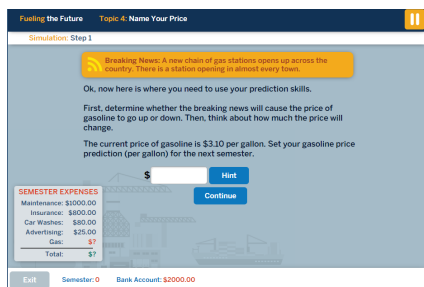 Fueling the Future Topic 4: Name Your Price
Simulation: Step 1
Breaking News: A new chain of gas stations opens up across the
country. There is a station opening in almost every town.
Ok, now here is where you need to use your prediction skills.
First, determine whether the breaking news will cause the price of
gasoline to go up or down. Then, think about how much the price will
change.
The current price of gasoline is $3.10 per gallon. Set your gasoline price
prediction (per gallon) for the next semester.
$ Hint
Continue
SEMESTER EXPENSES
Maintenance: $1000.00
Insurance: $800.00
Car Washes: $80.00
Advertising: $25.00
Gas: $?
Total: $?
Exit Semester: 0 Bank Account: $2000.00